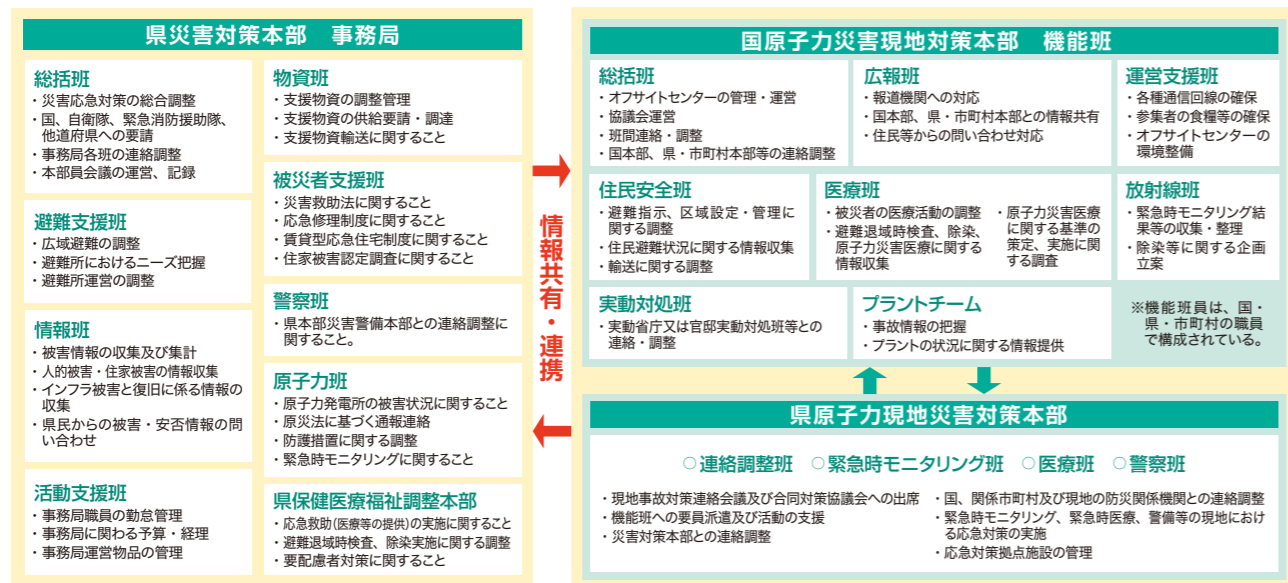 県災害対策本部　事務局
総括班
・災害応急対策の総合調整
・国、自衛隊、緊急消防援助隊、
他道府県への要請
・事務局各班の連絡調整
・本部員会議の運営、記録
避難支援班
・広域避難の調整
・避難所におけるニーズ把握
・避難所運営の調整
情報班
・被害情報の収集及び集計
・人的被害・住家被害の情報収集
・インフラ被害と復旧に係る情報の
収集
・県民からの被害・安否情報の問
い合わせ
活動支援班
・事務局職員の勤怠管理
・事務局に関わる予算・経理
・事務局運営物品の管理
物資班
・支援物資の調整管理
・支援物資の供給要請・調達
・支援物資輸送に関すること
被災者支援班
・災害救助法に関すること
・応急修理制度に関すること
・賃貸型応急住宅制度に関すること
・住家被害認定調査に関すること
警察班
・県本部災害警備本部との連絡調整に
関すること。
原子力班
・原子力発電所の被害状況に関すること
・原災法に基づく通報連絡
・防護措置に関する調整
・緊急時モニタリングに関すること
県保健医療福祉調整本部
・応急救助(医療等の提供)の実施に関すること
・避難退域時検査、除染実施に関する調整
・要配慮者対策に関すること
情報共有・連携
国原子力災害現地対策本部　機能班
総括班
・オフサイトセンターの管理・運営
・協議会運営
・班間連絡・調整
・国本部、県・市町村本部等の連絡調整
広報班
・報道機関への対応
・国本部、県・市町村本部との情報共有
・住民等からの問い合わせ対応
運営支援班
・各種通信回線の確保
・参集者の食糧等の確保
・オフサイトセンターの
環境整備
住民安全班
・避難指示、区域設定・管理に
関する調整
・住民避難状況に関する情報収集
・輸送に関する調整
医療班
・被災者の医療活動の調整
・避難退域時検査、除染、
原子力災害医療に関する
情報収集
・原子力災害医療
に関する基準の
策定、実施に関
する調査
放射線班
・緊急時モニタリング結
果等の収集・整理
・除染等に関する企画
立案
実動対処班
・実動省庁又は官邸実動対処班等との
連絡・調整
プラントチーム
・事故情報の把握
・プラントの状況に関する情報提供
※機能班員は、国・
県・市町村の職員
で構成されている。
県原子力現地災害対策本部
○連絡調整班　○緊急時モニタリング班　○医療班　○警察班
・現地事故対策連絡会議及び合同対策協議会への出席
・機能班への要員派遣及び活動の支援
・災害対策本部との連絡調整
・国、関係市町村及び現地の防災関係機関との連絡調整
・緊急時モニタリング、緊急時医療、警備等の現地におけ
る応急対策の実施
・応急対策拠点施設の管理